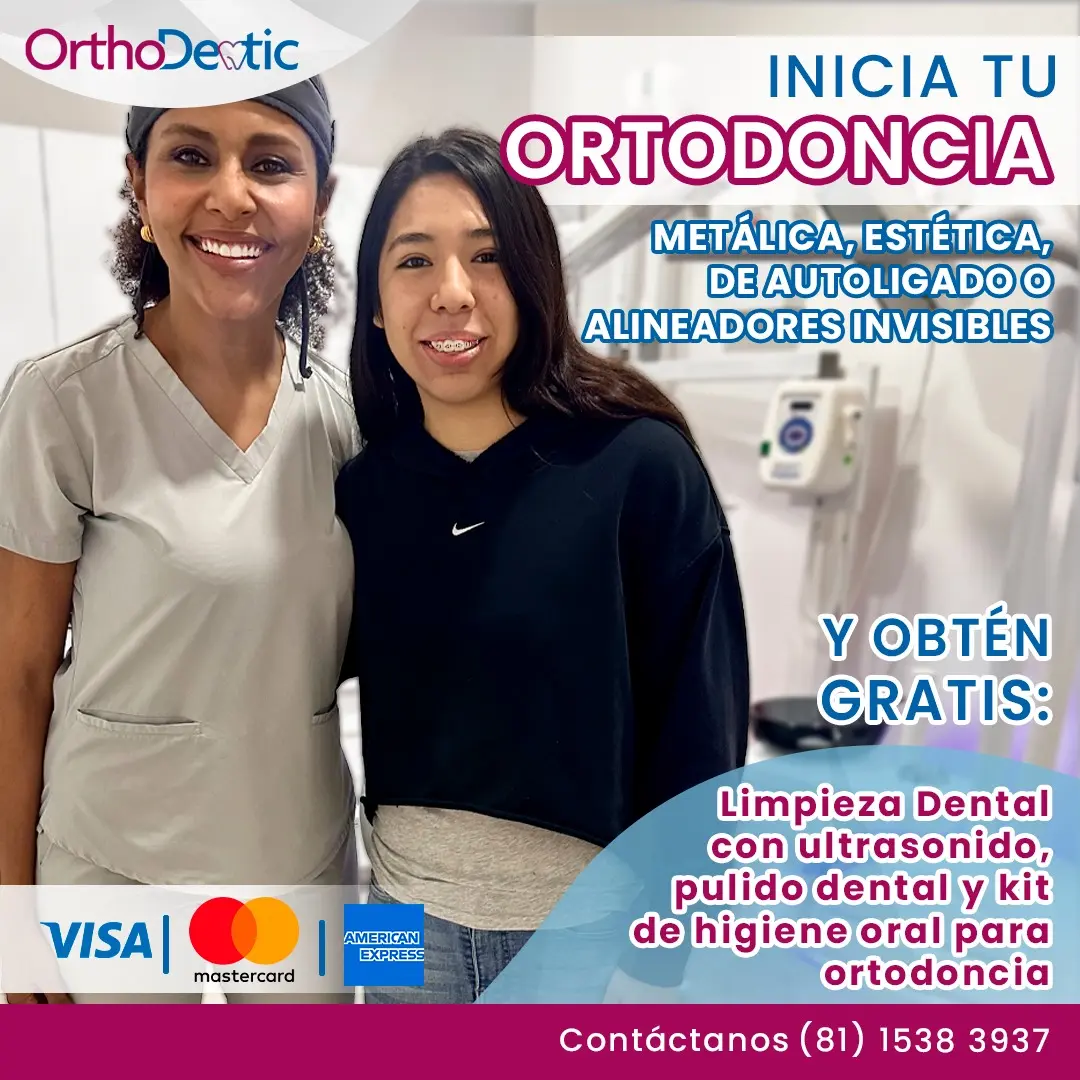 OrthoDentic
INICIA TU
ORTODONCIA
METÁLICA, ESTÉTICA,
DE AUTOLIGADO O
ALINEADORES INVISIBLES
Y OBTÉN
GRATIS:
Limpieza Dental
con ultrasonido,
pulido dental y kit
de higiene oral para
ortodoncia
VISA
mastercard
AMERICAN
EXPRESS
Contáctanos (81) 1538 3937